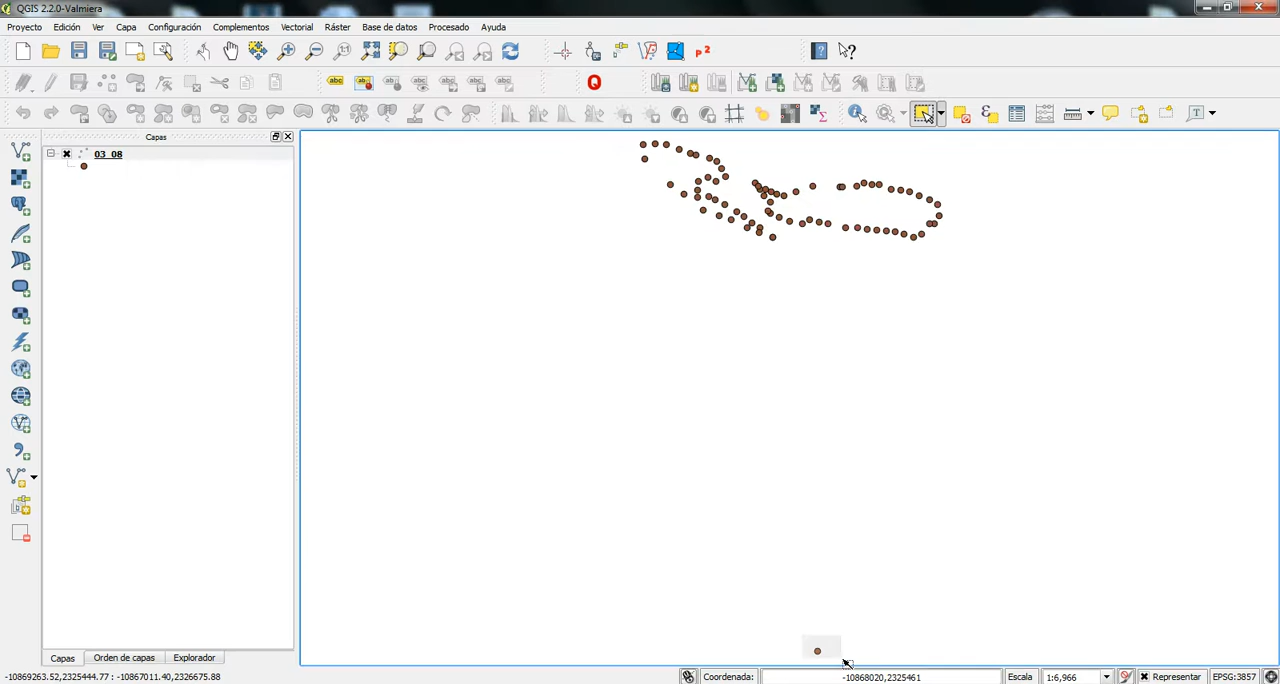 QGIS 2.2.0-Valmiera
Proyecto Edición Ver Capa Configuración Complementos Vectorial Ráster Base de datos Procesado Ayuda
Capas
03_08
Capas Orden de capas Explorador
-10869263.52,2325444.77 : -10867011.40,2326675.88 Coordenada: -10868020,2325461 Escala 1:6,966 Representar EPSG:3857